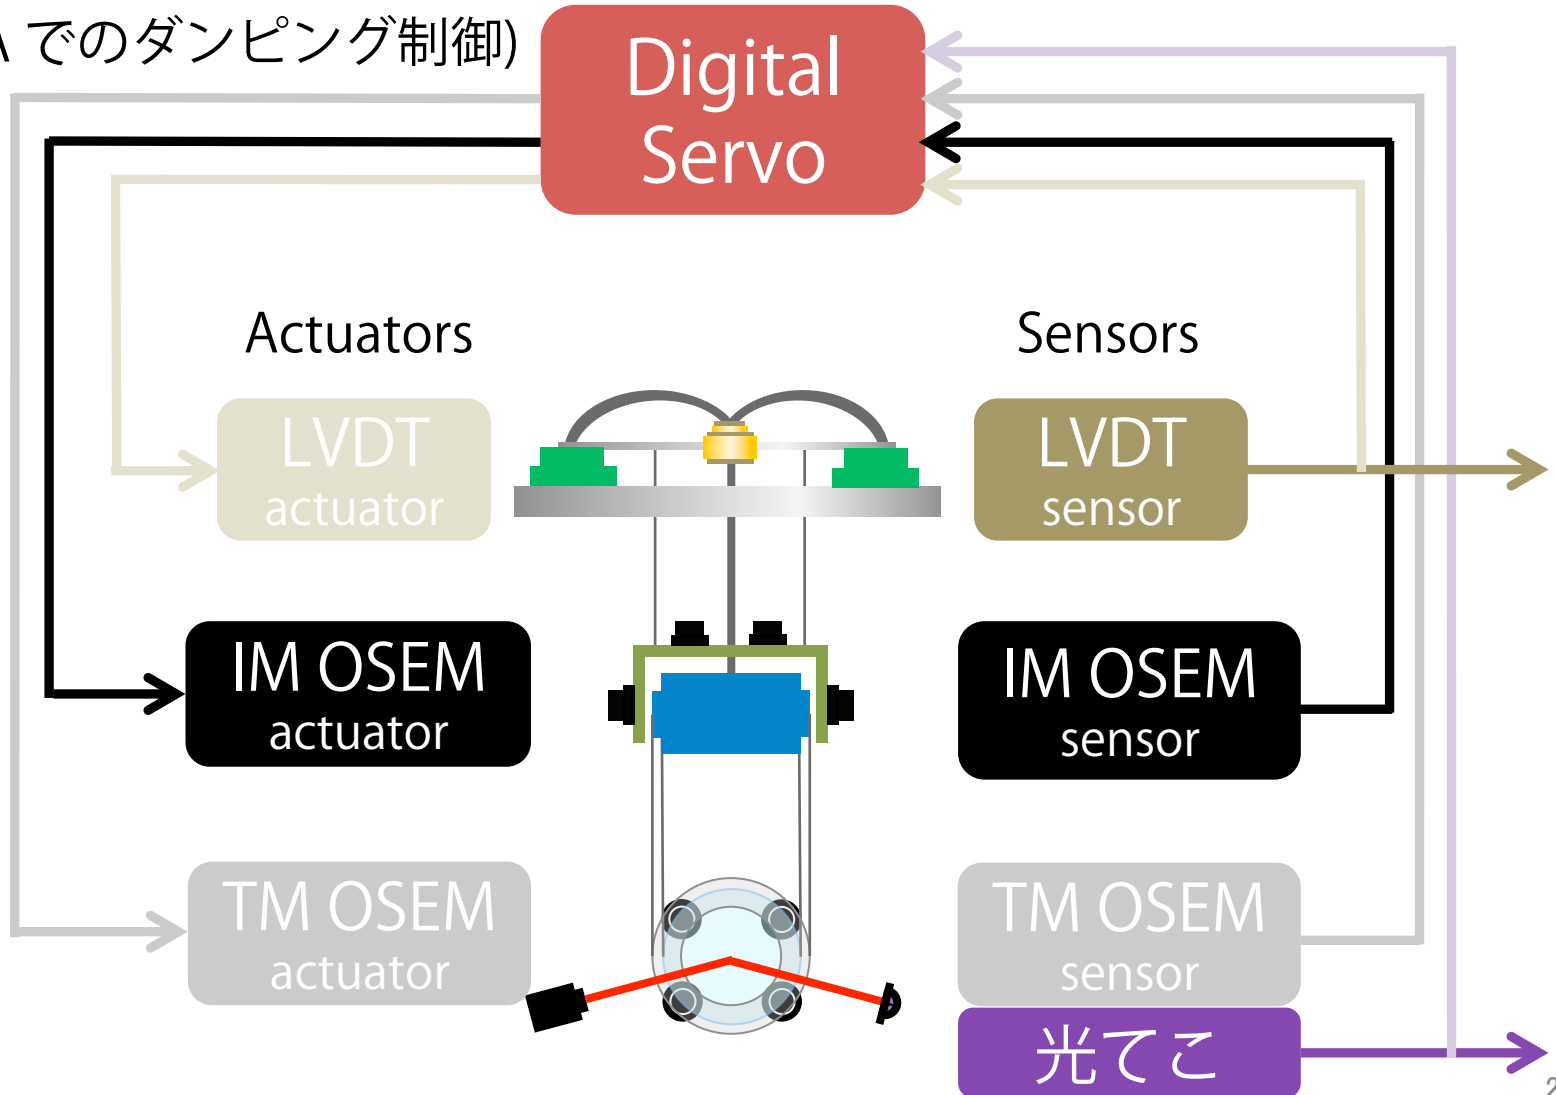 A でのダンピング制御)
Digital
Servo
Actuators
Sensors
LVDT
actuator
LVDT
sensor
IM OSEM
actuator
IM OSEM
sensor
TM OSEM
actuator
TM OSEM
sensor
光てこ
2